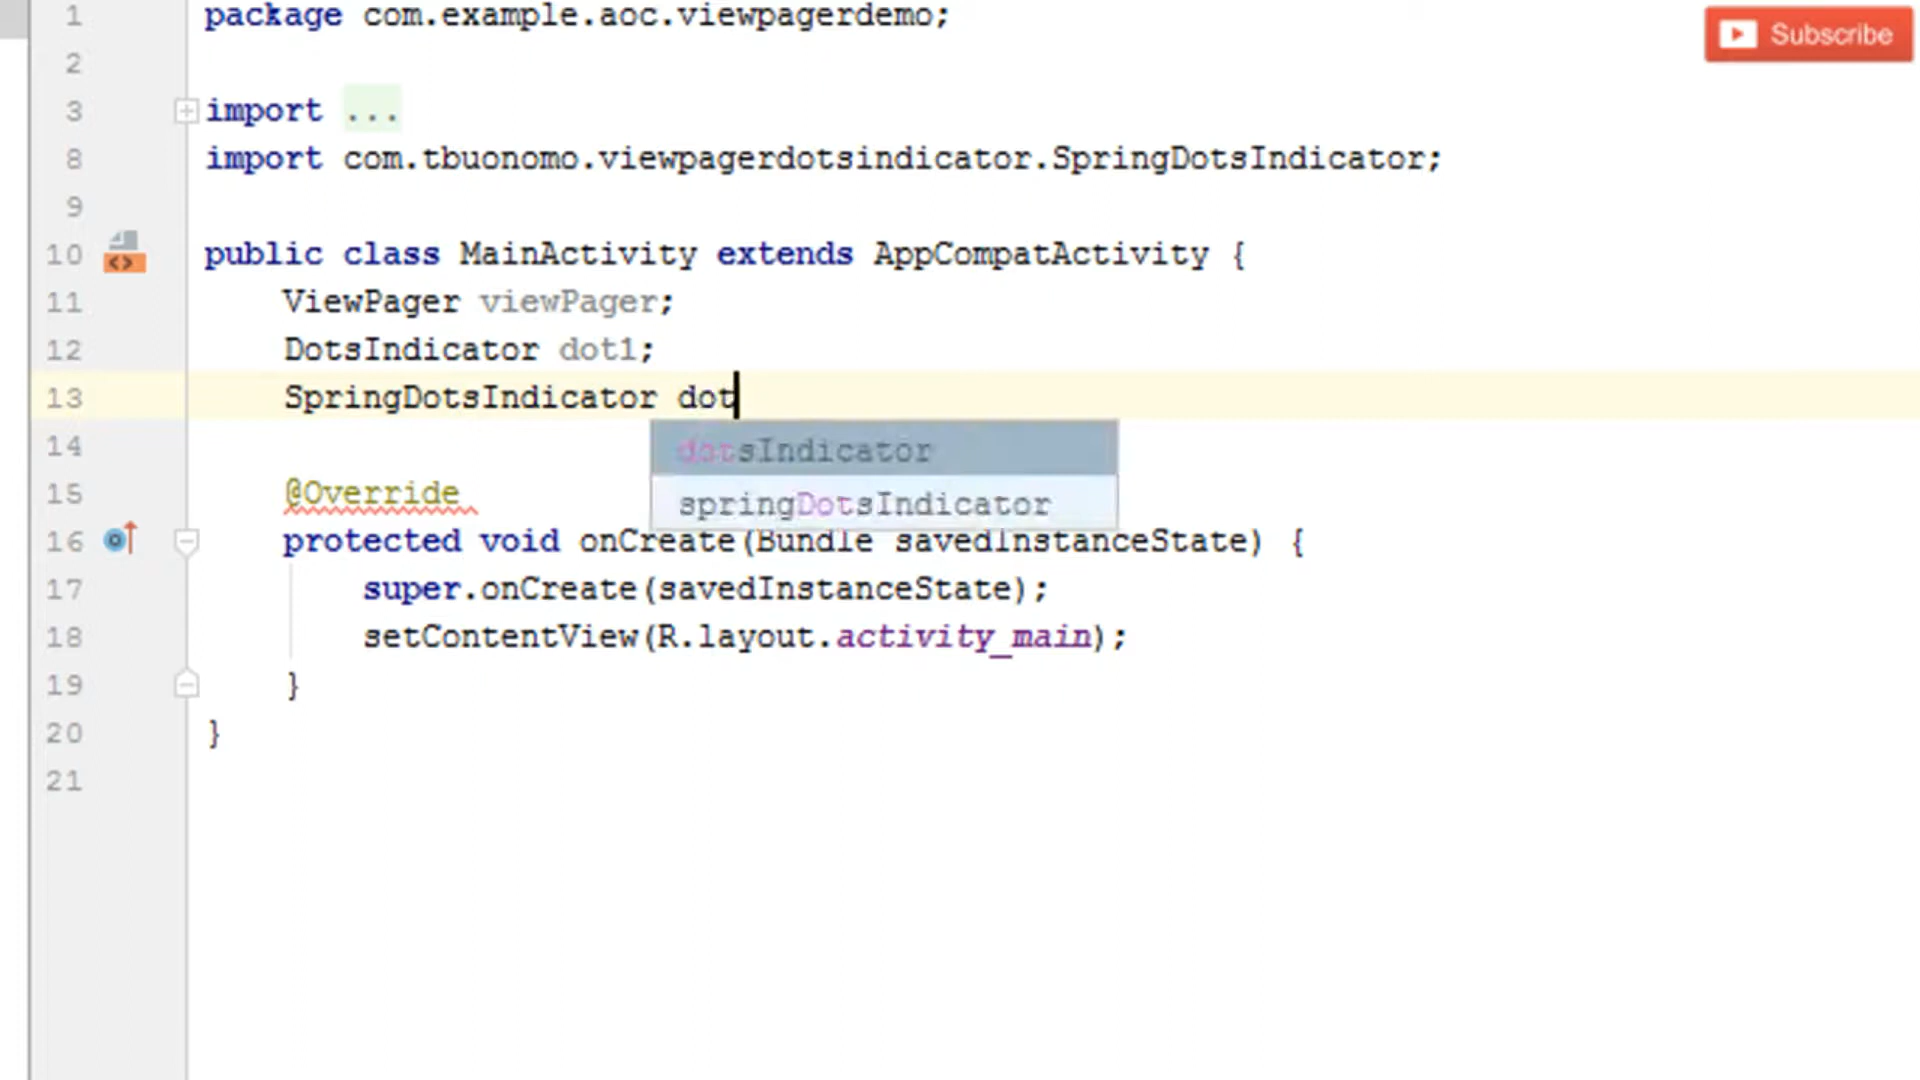 1 package com.example.aoc.viewpagerdemo;
Subscribe
2
3 import ...
8 import com.tbuonomo.viewpagerdotsindicator.SpringDotsIndicator;
9
10 public class MainActivity extends AppCompatActivity {
11 ViewPager viewPager;
12 DotsIndicator dot1;
13 SpringDotsIndicator dot
14 dotsIndicator
15 @Override springDotsIndicator
16 protected void onCreate(Bundle savedInstanceState) {
17 super.onCreate(savedInstanceState);
18 setContentView(R.layout.activity_main);
19 }
20 }
21